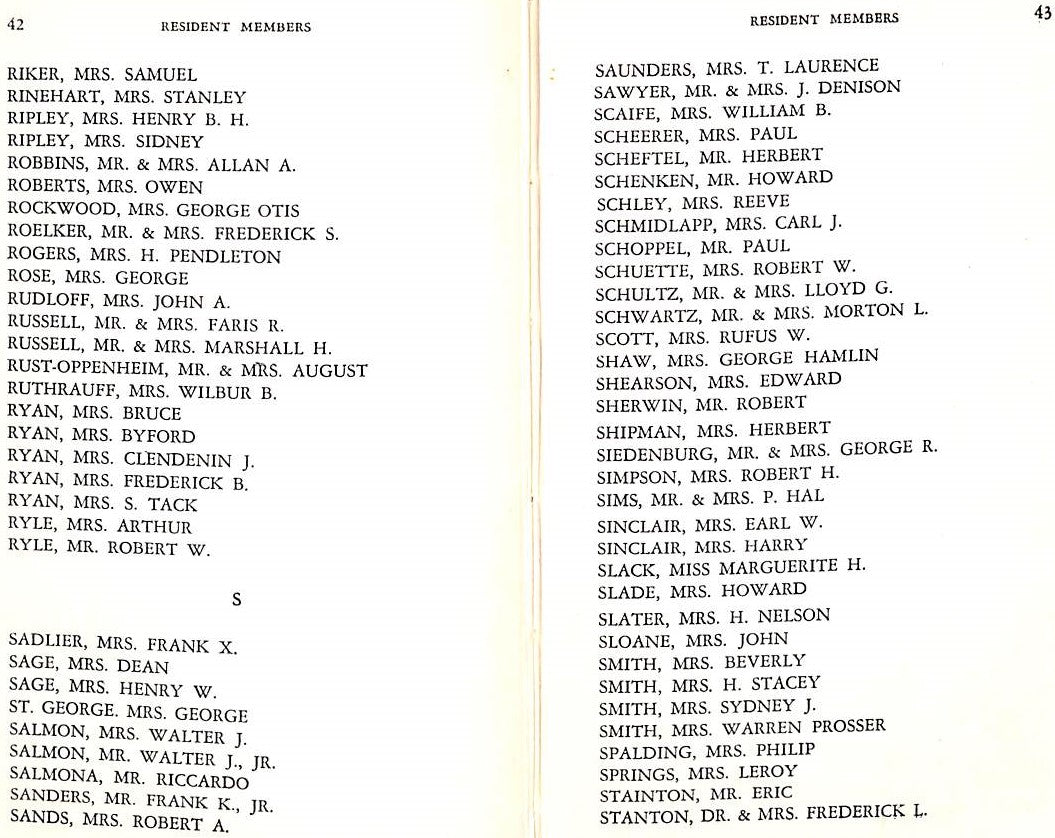 42
RESIDENT MEMBERS
RIKER, MRS. SAMUEL
RINEHART, MRS. STANLEY
RIPLEY, MRS. HENRY B. H.
RIPLEY, MRS. SIDNEY
ROBBINS, MR. & MRS. ALLAN A.
ROBERTS, MRS. OWEN
ROCKWOOD, MRS. GEORGE OTIS
ROELKER, MR. & MRS. FREDERICK S.
ROGERS, MRS. H. PENDLETON
ROSE, MRS. GEORGE
RUDLOFF, MRS. JOHN A.
RUSSELL, MR. & MRS. FARIS R.
RUSSELL, MR. & MRS. MARSHALL H.
RUST-OPPENHEIM, MR. & MRS. AUGUST
RUTHRAUFF, MRS. WILBUR B.
RYAN, MRS. BRUCE
RYAN, MRS. BYFORD
RYAN, MRS. CLENDENIN J.
RYAN, MRS. FREDERICK B.
RYAN, MRS. S. TACK
RYLE, MRS. ARTHUR
RYLE, MR. ROBERT W.
S
SADLIER, MRS. FRANK X.
SAGE, MRS. DEAN
SAGE, MRS. HENRY W.
ST. GEORGE. MRS. GEORGE
SALMON, MRS. WALTER J.
SALMON, MR. WALTER J., JR.
SALMONA, MR. RICCARDO
SANDERS, MR. FRANK K., JR.
SANDS, MRS. ROBERT A.
RESIDENT MEMBERS
43
SAUNDERS, MRS. T. LAURENCE
SAWYER, MR. & MRS. J. DENISON
SCAIFE, MRS. WILLIAM B.
SCHEERER, MRS. PAUL
SCHEFTEL, MR. HERBERT
SCHENKEN, MR. HOWARD
SCHLEY, MRS. REEVE
SCHMIDLAPP, MRS. CARL J.
SCHOPPEL, MR. PAUL
SCHUETTE, MRS. ROBERT W.
SCHULTZ, MR. & MRS. LLOYD G.
SCHWARTZ, MR. & MRS. MORTON L.
SCOTT, MRS. RUFUS W.
SHAW, MRS. GEORGE HAMLIN
SHEARSON, MRS. EDWARD
SHERWIN, MR. ROBERT
SHIPMAN, MRS. HERBERT
SIEDENBURG, MR. & MRS. GEORGE R.
SIMPSON, MRS. ROBERT H.
SIMS, MR. & MRS. P. HAL
SINCLAIR, MRS. EARL W.
SINCLAIR, MRS. HARRY
SLACK, MISS MARGUERITE H.
SLADE, MRS. HOWARD
SLATER, MRS. H. NELSON
SLOANE, MRS. JOHN
SMITH, MRS. BEVERLY
SMITH, MRS. H. STACEY
SMITH, MRS. SYDNEY J.
SMITH, MRS. WARREN PROSSER
SPALDING, MRS. PHILIP
SPRINGS, MRS. LEROY
STAINTON, MR. ERIC
STANTON, DR. & MRS. FREDERICK L.